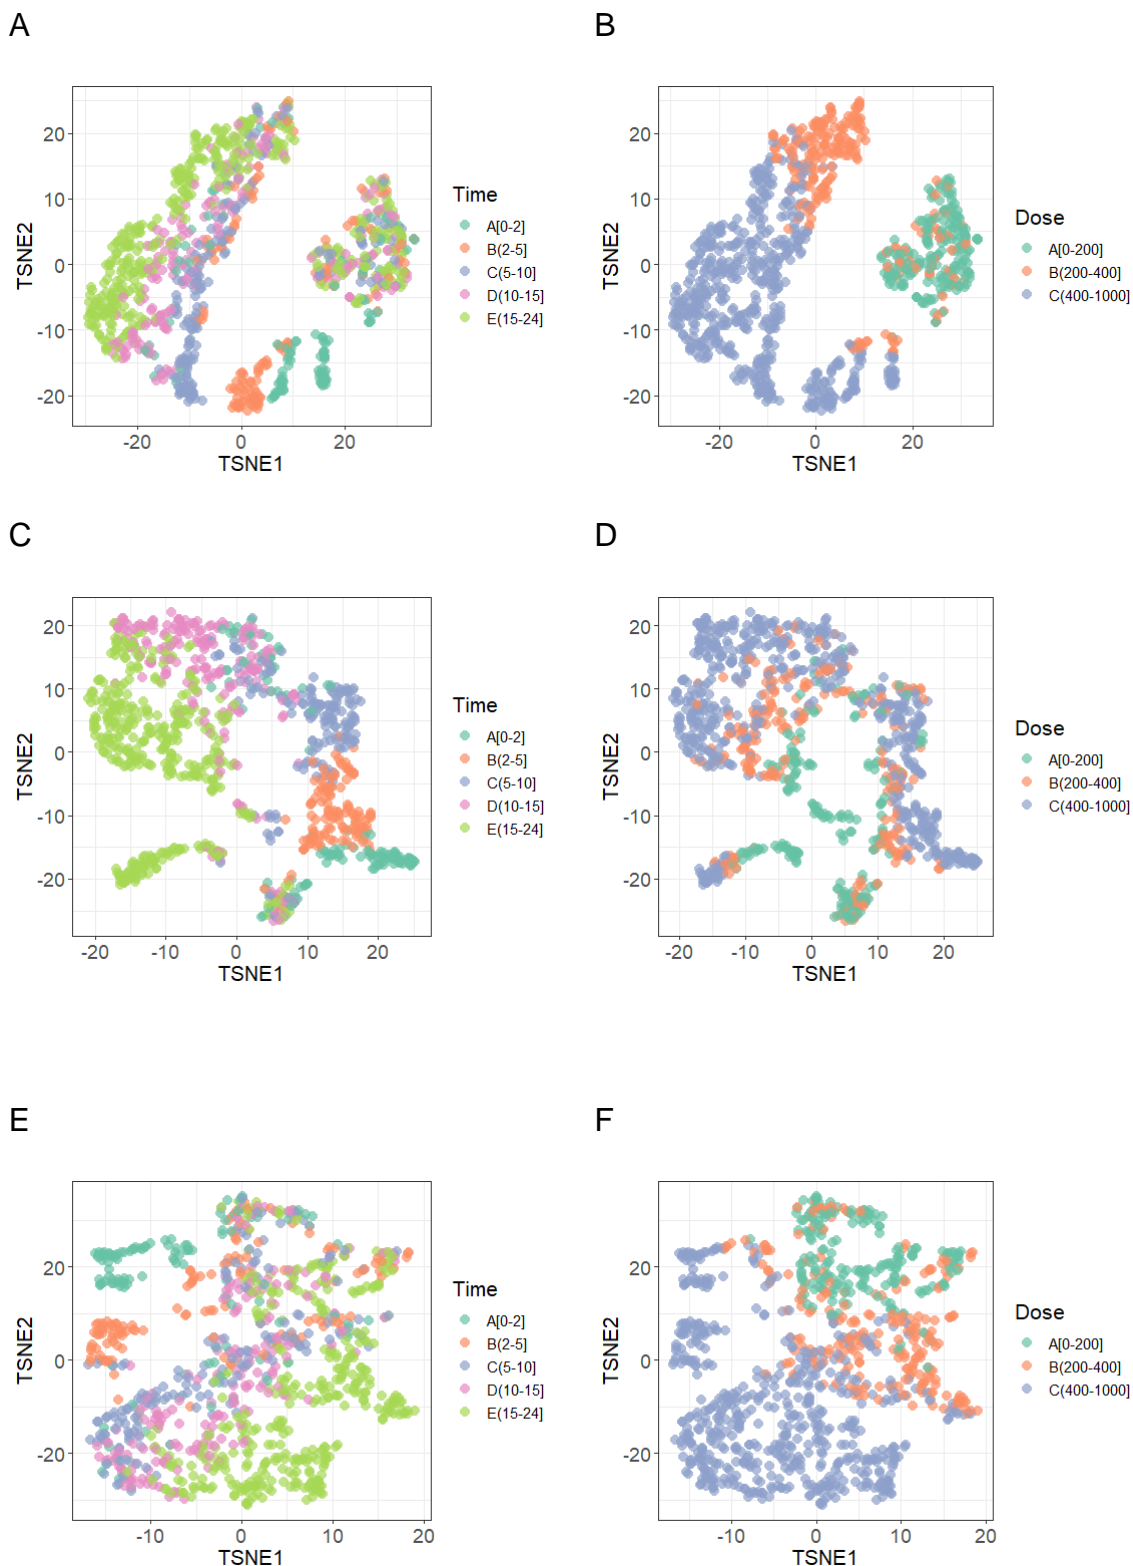 A
B
20
10
0
-10
-20
TSNE2
-20 0 20
TSNE1
Time
A[0-2]
B(2-5]
C(5-10]
D(10-15]
E(15-24]
20
10
0
-10
-20
TSNE2
-20 0 20
TSNE1
Dose
A[0-200]
B(200-400]
C(400-1000]
C
D
20
10
0
-10
-20
TSNE2
-20 -10 0 10 20
TSNE1
Time
A[0-2]
B(2-5]
C(5-10]
D(10-15]
E(15-24]
20
10
0
-10
-20
TSNE2
-20 -10 0 10 20
TSNE1
Dose
A[0-200]
B(200-400]
C(400-1000]
E
F
20
0
-20
TSNE2
-10 0 10 20
TSNE1
Time
A[0-2]
B(2-5]
C(5-10]
D(10-15]
E(15-24]
20
0
-20
TSNE2
-10 0 10 20
TSNE1
Dose
A[0-200]
B(200-400]
C(400-1000]